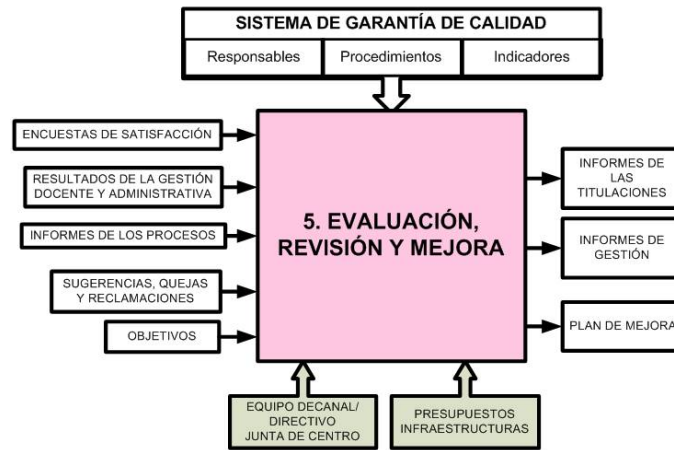 SISTEMA DE GARANTÍA DE CALIDAD
Responsables
Procedimientos
Indicadores
ENCUESTAS DE SATISFACCIÓN
RESULTADOS DE LA GESTIÓN
DOCENTE Y ADMINISTRATIVA
INFORMES DE LOS PROCESOS
SUGERENCIAS, QUEJAS
Y RECLAMACIONES
OBJETIVOS
5. EVALUACIÓN,
REVISIÓN Y MEJORA
INFORMES DE
LAS
TITULACIONES
INFORMES DE
GESTIÓN
PLAN DE MEJORA
EQUIPO DECANAL/
DIRECTIVO
JUNTA DE CENTRO
PRESUPUESTOS
INFRAESTRUCTURAS